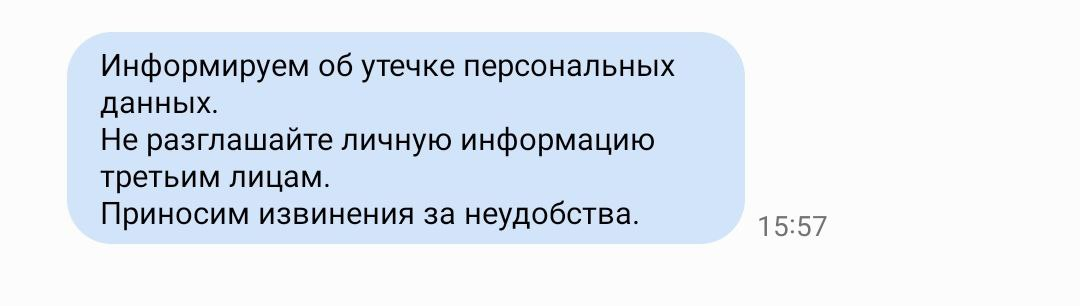 Информируем об утечке персональных
данных.
Не разглашайте личную информацию
третьим лицам.
Приносим извинения за неудобства.
15:57